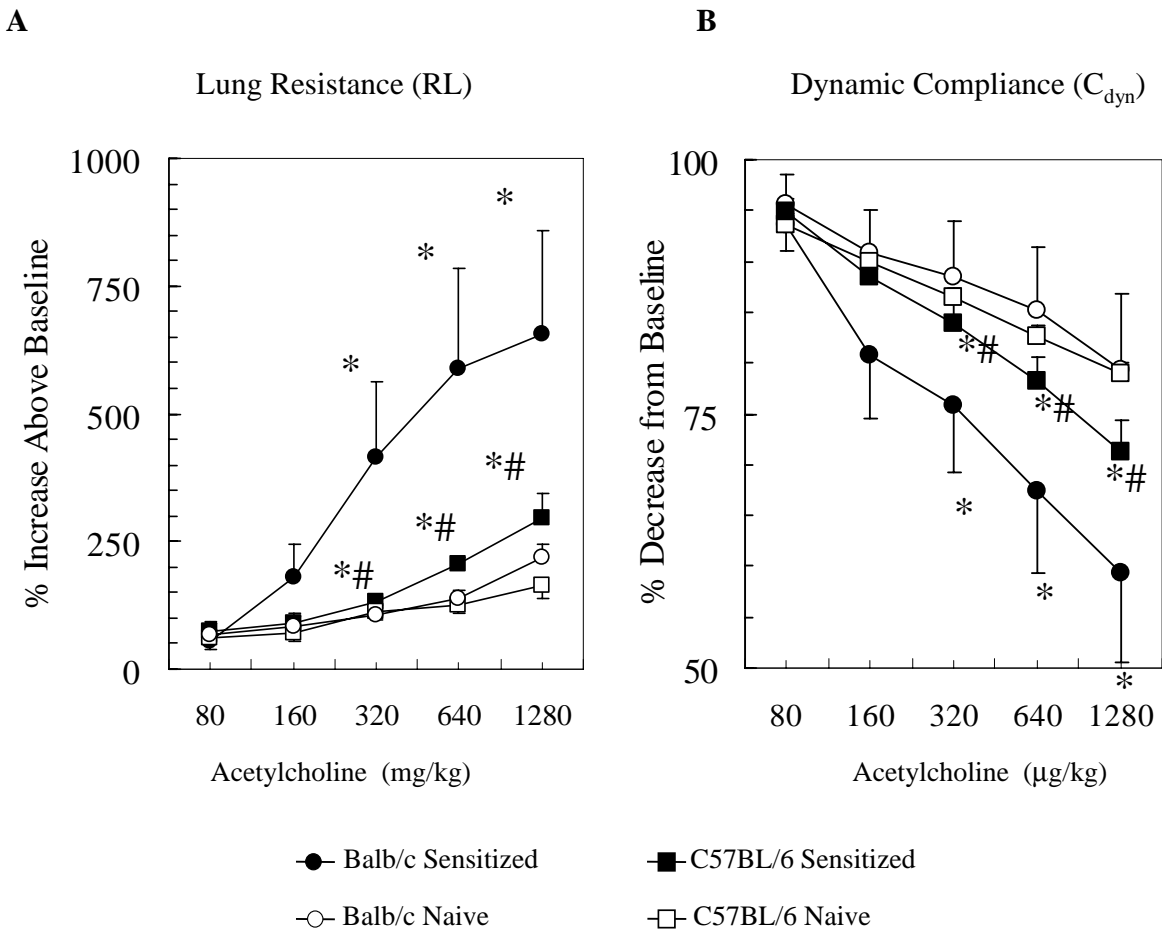 A
B
Lung Resistance (RL)
Dynamic Compliance (Cdyn)
% Increase Above Baseline
1000
750
500
250
0
*
*
*
*#
*#
*#
80 160 320 640 1280
Acetylcholine (mg/kg)
% Decrease from Baseline
100
75
50
*#
*#
*#
*
*
*
80 160 320 640 1280
Acetylcholine (μg/kg)
Balb/c Sensitized
C57BL/6 Sensitized
Balb/c Naive
C57BL/6 Naive